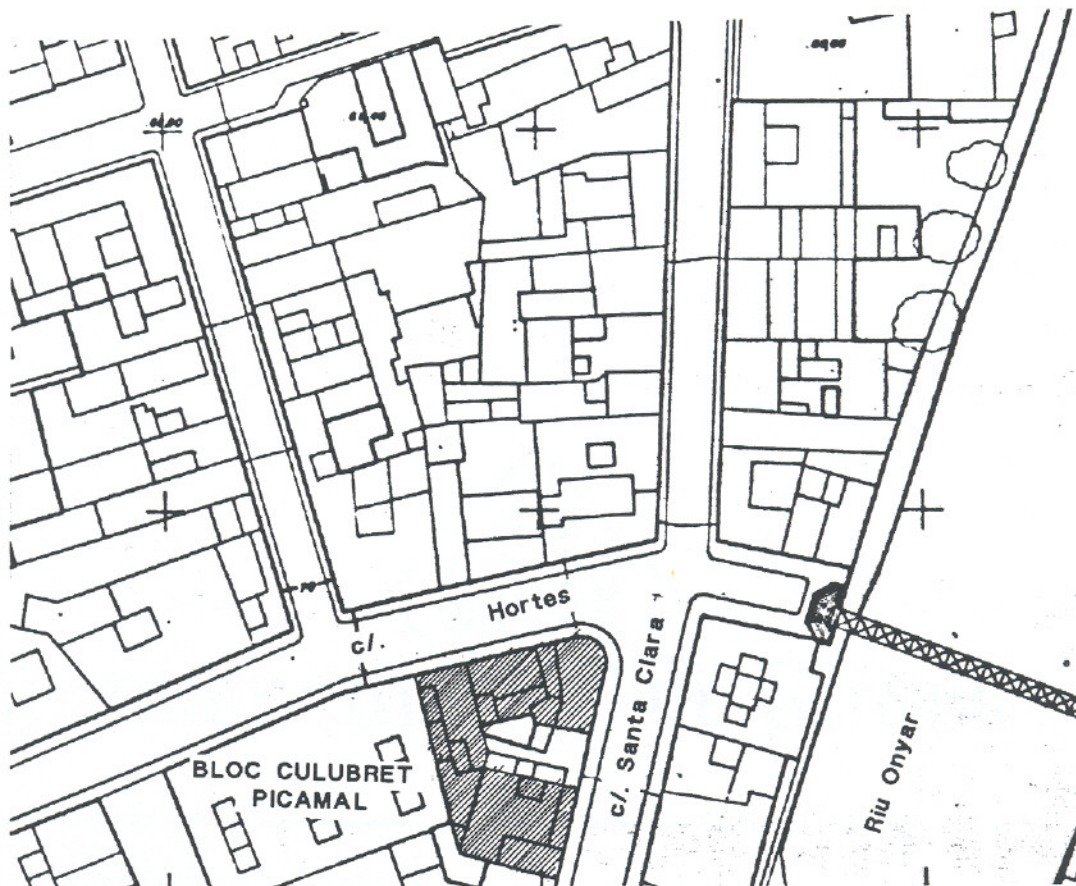 Hortes
c/.
c/. Santa Clara
BLOC CULUBRET
PICAMAL
Riu Onyar